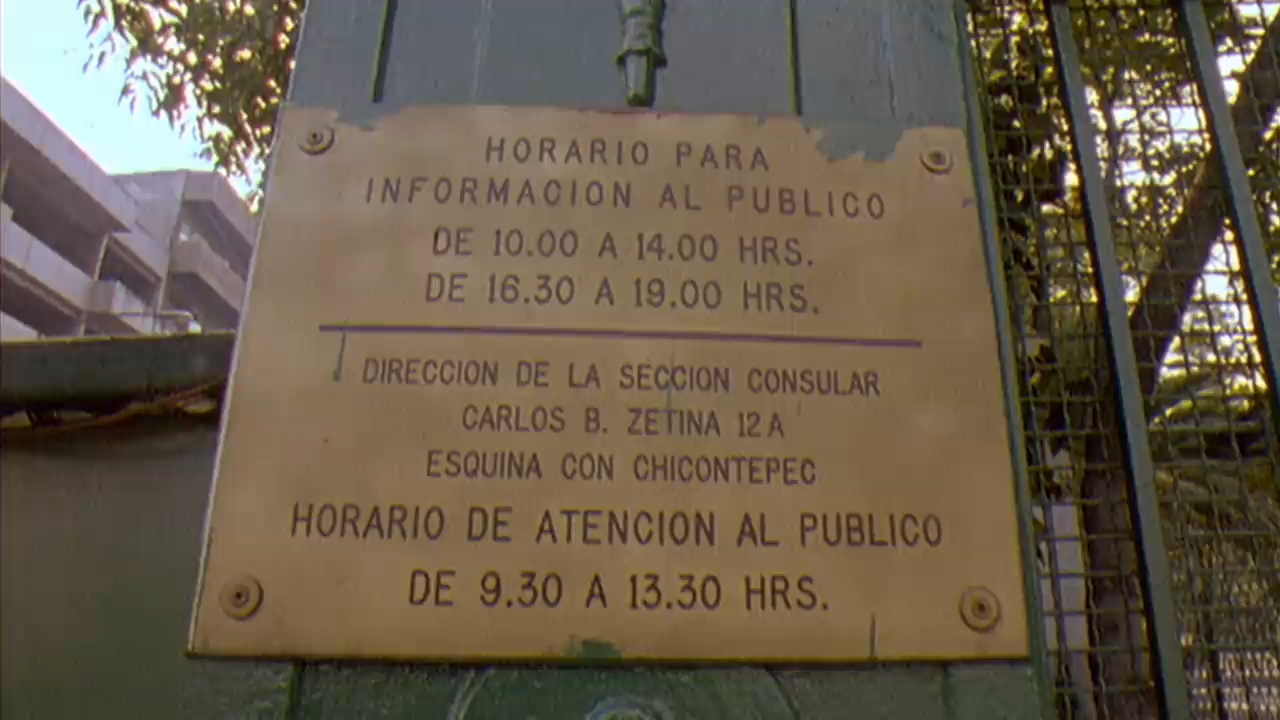 HORARIO PARA
INFORMACION AL PUBLICO
DE 10.00 A 14.00 HRS.
DE 16.30 A 19.00 HRS.
DIRECCION DE LA SECCION CONSULAR
CARLOS B. ZETINA 12 A
ESQUINA CON CHICONTEPEC
HORARIO DE ATENCION AL PUBLICO
DE 9.30 A 13.30 HRS.